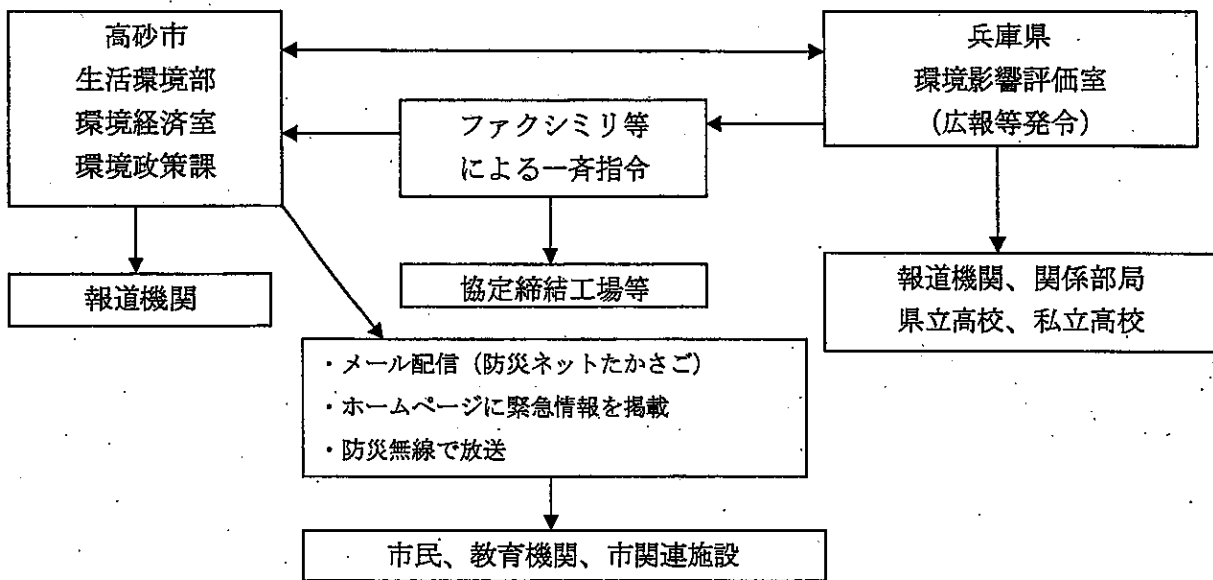 高砂市
生活環境部
環境経済室
環境政策課
兵庫県
環境影響評価室
(広報等発令)
ファクシミリ等
による一斉指令
報道機関
協定締結工場等
報道機関、関係部局
県立高校、私立高校
・メール配信(防災ネットたかさご)
・ホームページに緊急情報を掲載
・防災無線で放送
市民、教育機関、市関連施設